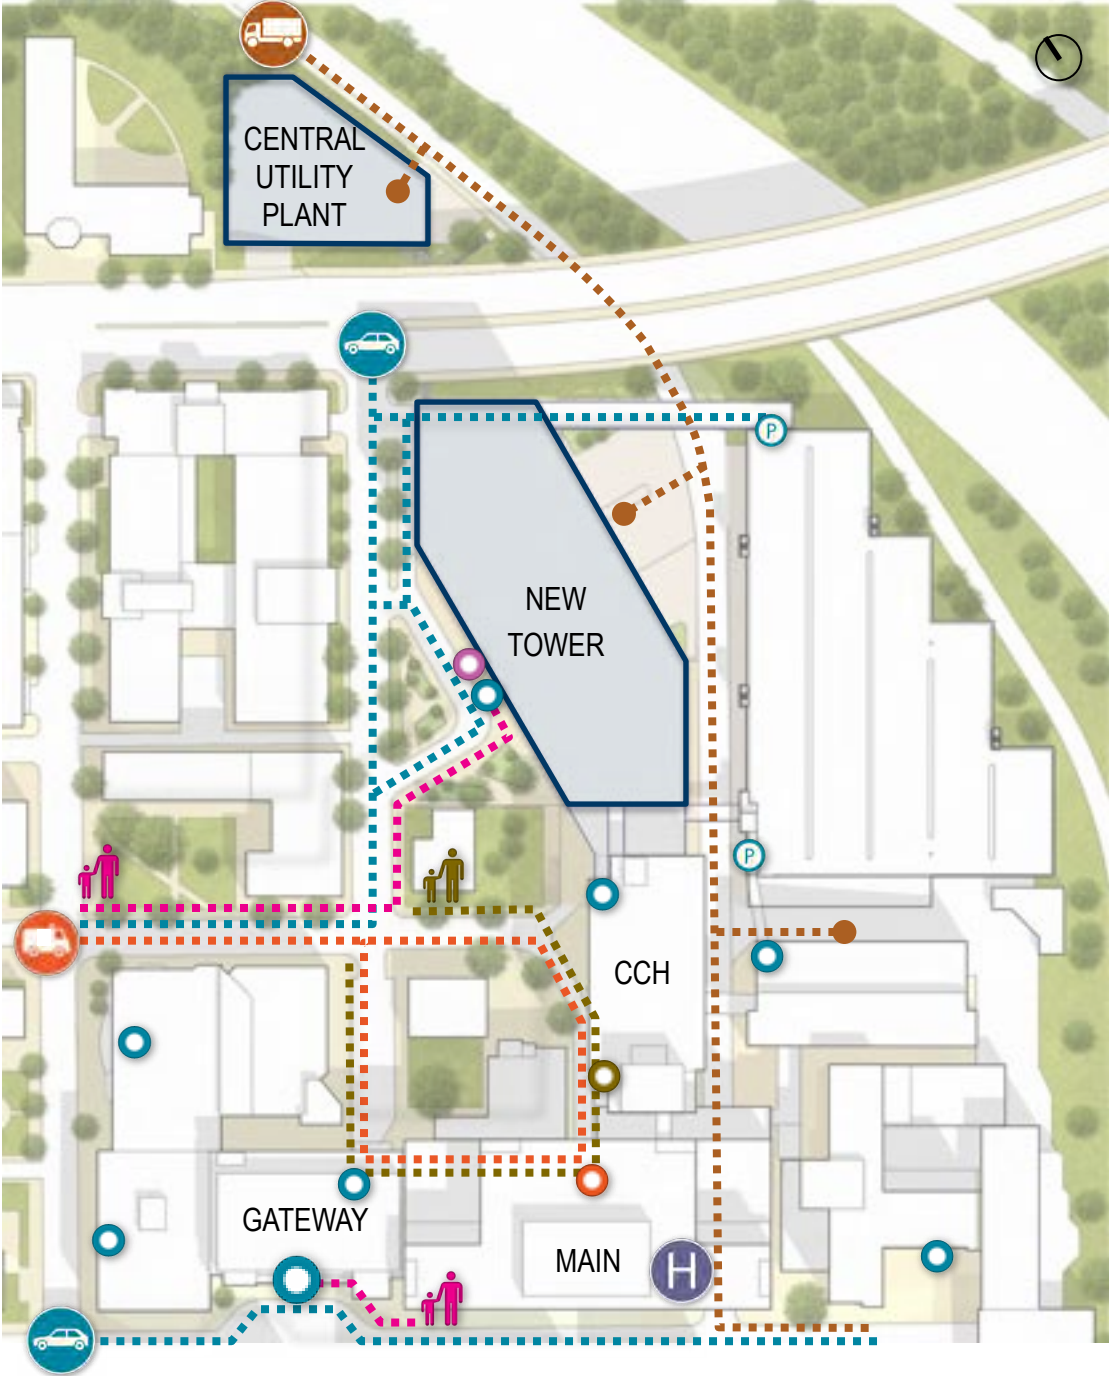 CENTRAL
UTILITY
PLANT
P
NEW
TOWER
P
CCH
GATEWAY
MAIN
H